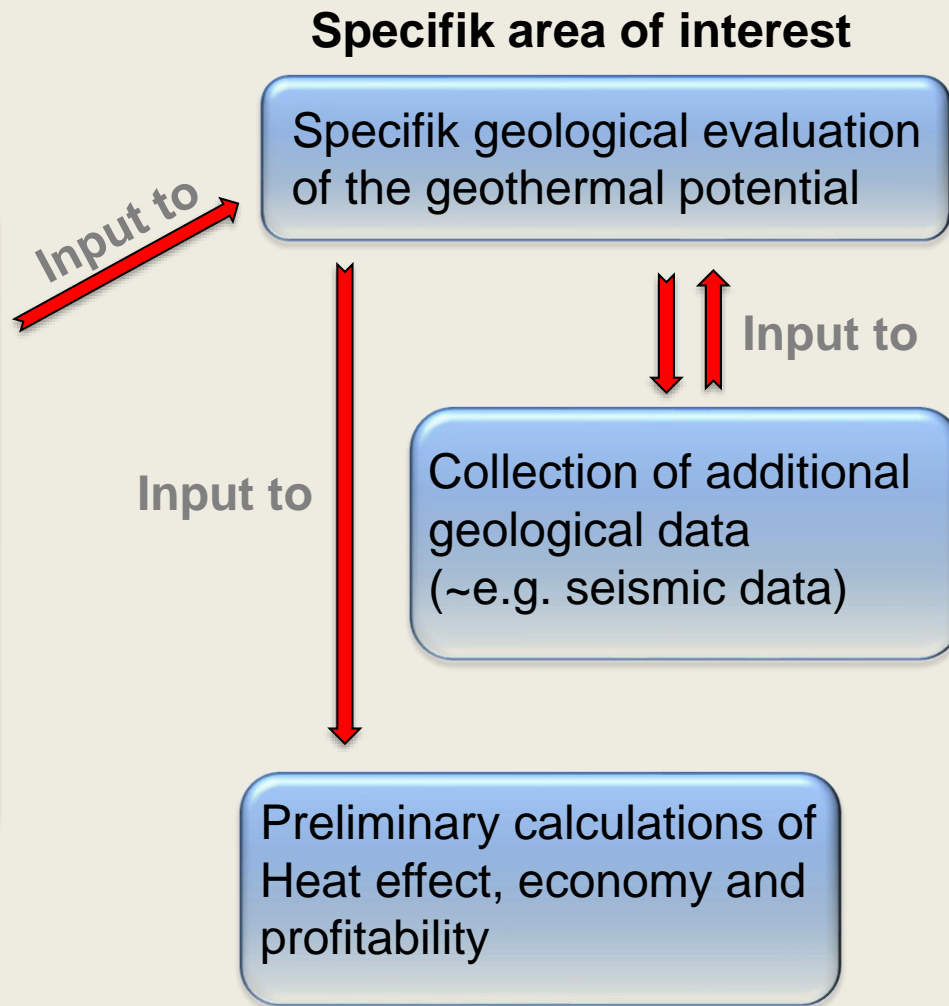 Specifik area of interest
Specifik geological evaluation
of the geothermal potential
Input to
Input to
Input to
Collection of additional
geological data
(~e.g. seismic data)
Preliminary calculations of
Heat effect, economy and
profitability